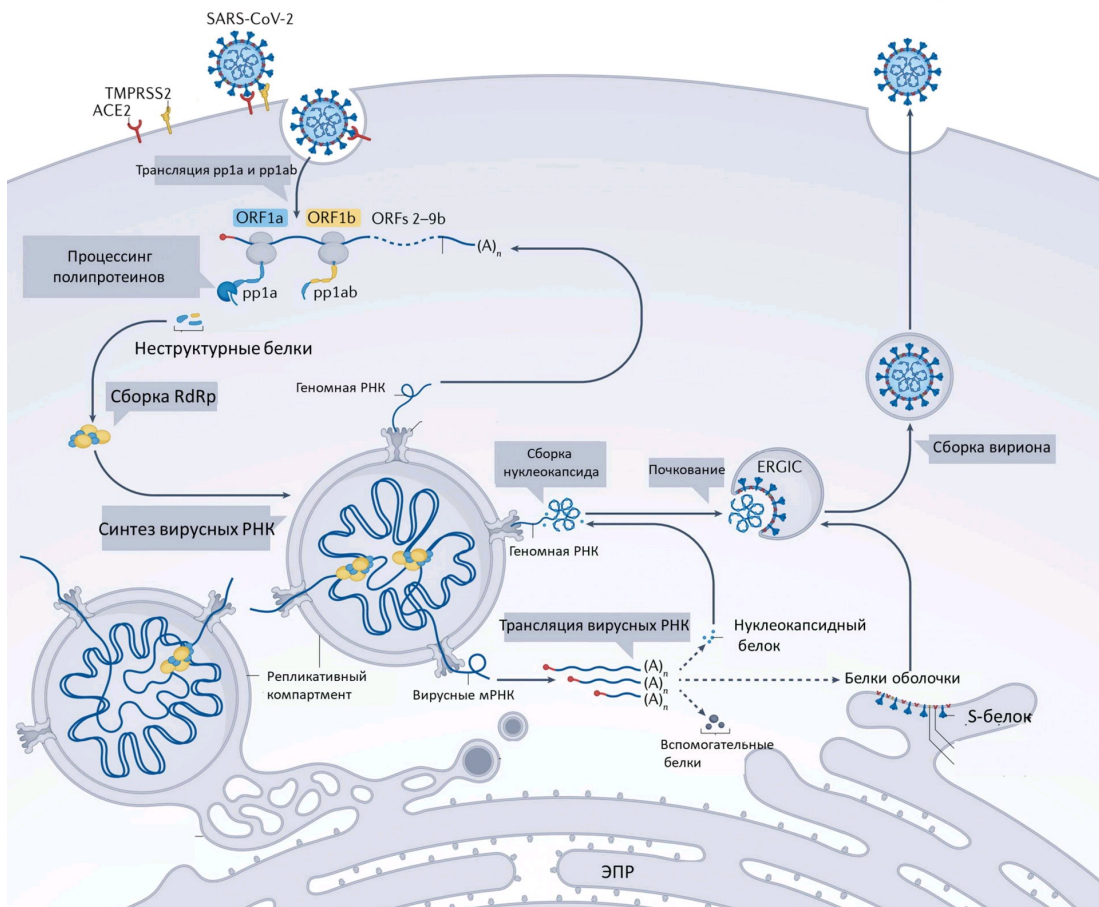 SARS-CoV-2
TMPRSS2
ACE2
Трансляция pp1a и pp1ab
ORF1a
ORF1b
ORFs 2–9b
(A)n
Процессинг
полипротеинов
pp1a
pp1ab
Неструктурные белки
Сборка RdRp
Геномная РНК
Сборка
нуклеокапсида
Почкование
ERGIC
Сборка вириона
Синтез вирусных РНК
Геномная РНК
Трансляция вирусных РНК
Нуклеокапсидный
белок
(A)n
(A)n
(A)n
Репликативный
компартмент
Вирусные мРНК
Белки оболочки
S-белок
Вспомогательные
белки
ЭПР